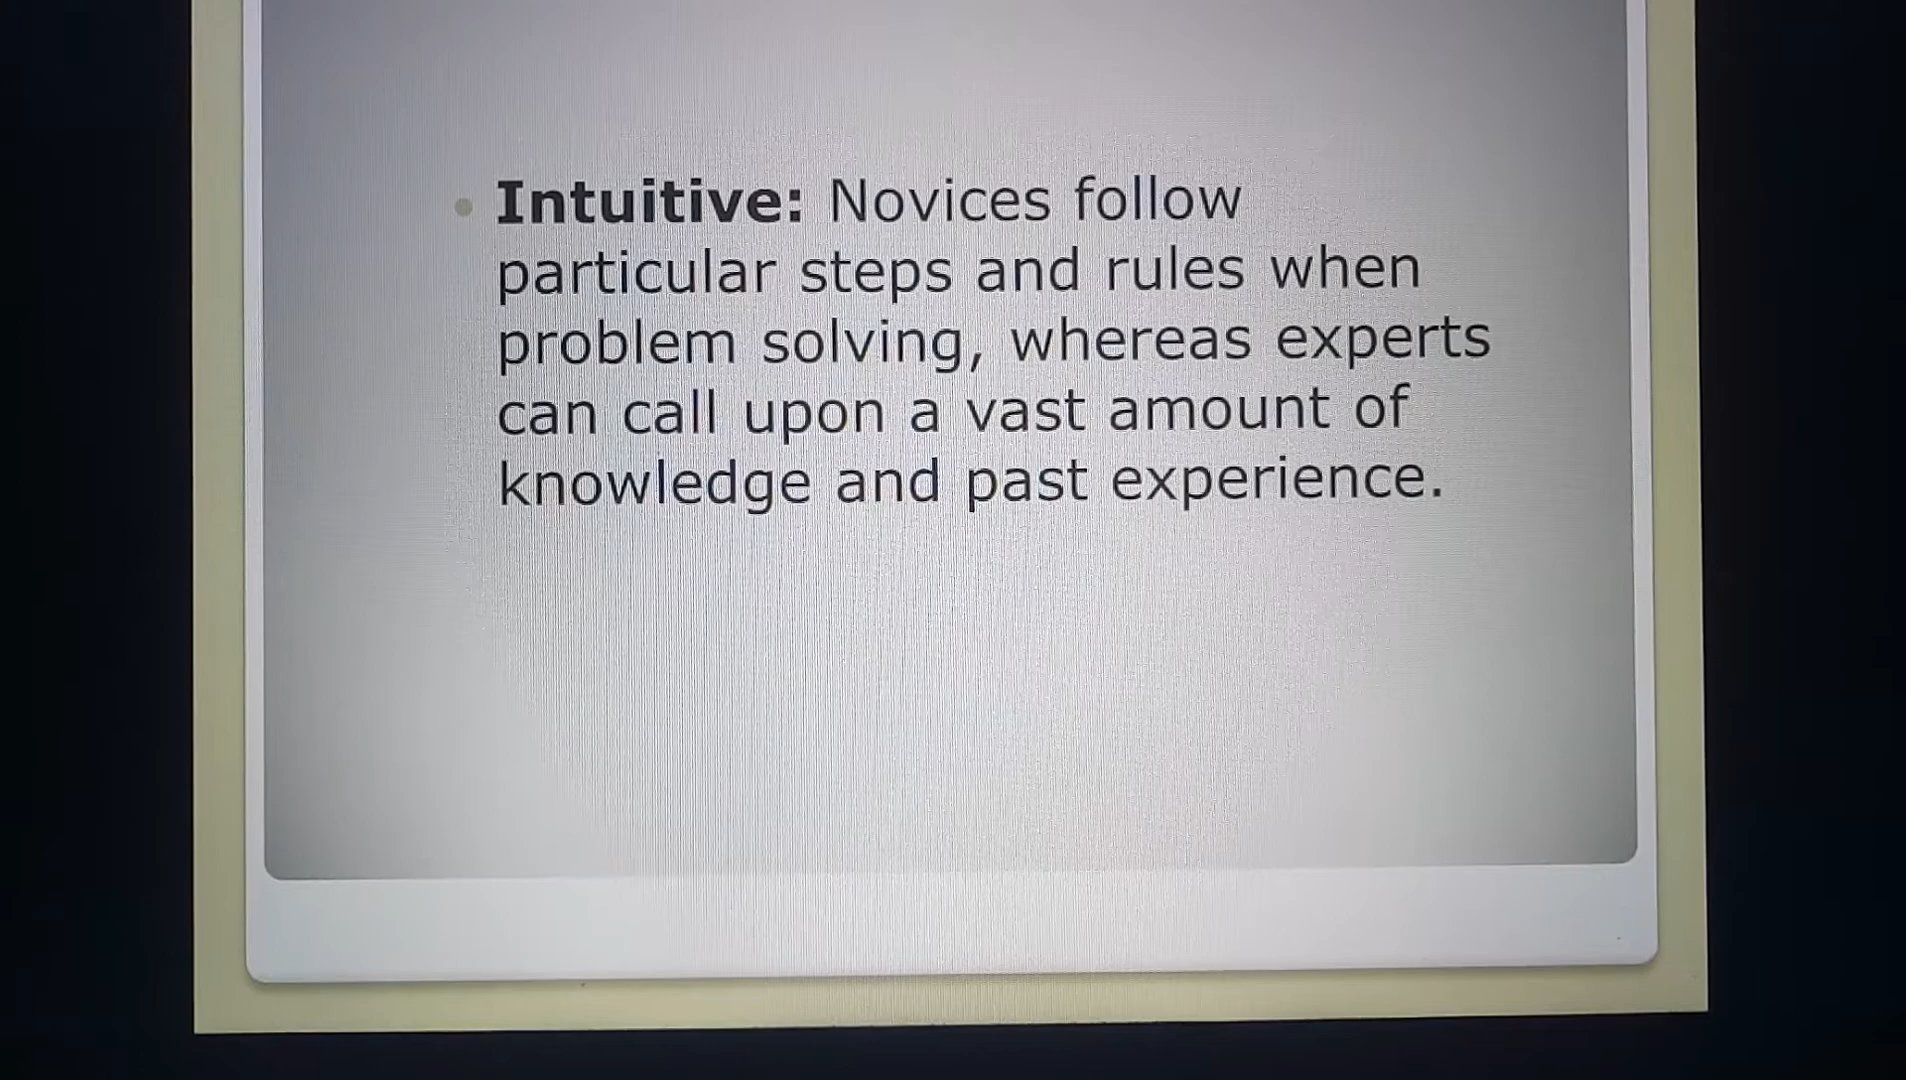 • Intuitive: Novices follow
particular steps and rules when
problem solving, whereas experts
can call upon a vast amount of
knowledge and past experience.